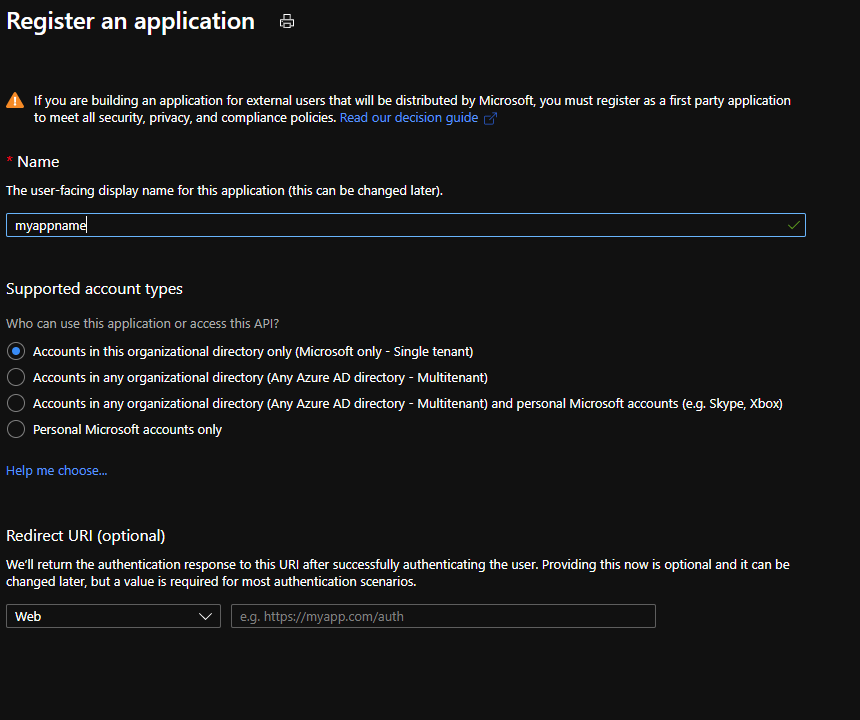 Register an application
If you are building an application for external users that will be distributed by Microsoft, you must register as a first party application
to meet all security, privacy, and compliance policies. Read our decision guide
* Name
The user-facing display name for this application (this can be changed later).
myappname
Supported account types
Who can use this application or access this API?
Accounts in this organizational directory only (Microsoft only - Single tenant)
Accounts in any organizational directory (Any Azure AD directory - Multitenant)
Accounts in any organizational directory (Any Azure AD directory - Multitenant) and personal Microsoft accounts (e.g. Skype, Xbox)
Personal Microsoft accounts only
Help me choose...
Redirect URI (optional)
We'll return the authentication response to this URI after successfully authenticating the user. Providing this now is optional and it can be
changed later, but a value is required for most authentication scenarios.
Web e.g. https://myapp.com/auth